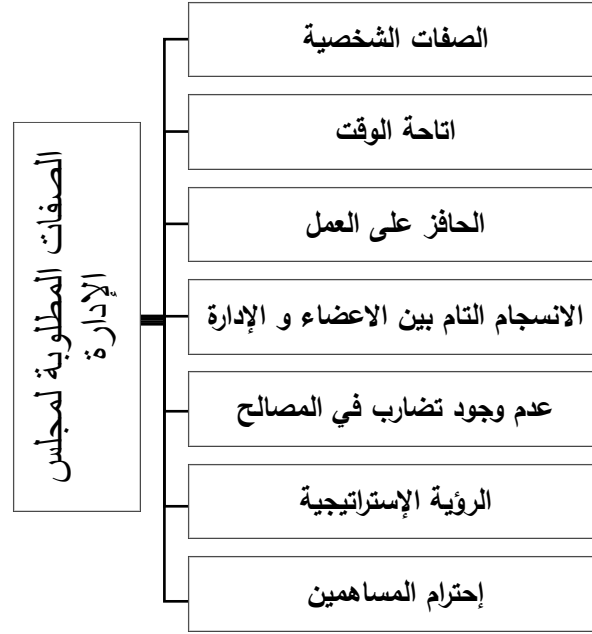 الصفات المطلوبة لمجلس
الإدارة
الصفات الشخصية
اتاحة الوقت
الحافز على العمل
الانسجام التام بين الاعضاء و الإدارة
عدم وجود تضارب في المصالح
الرؤية الإستراتيجية
إحترام المساهمين